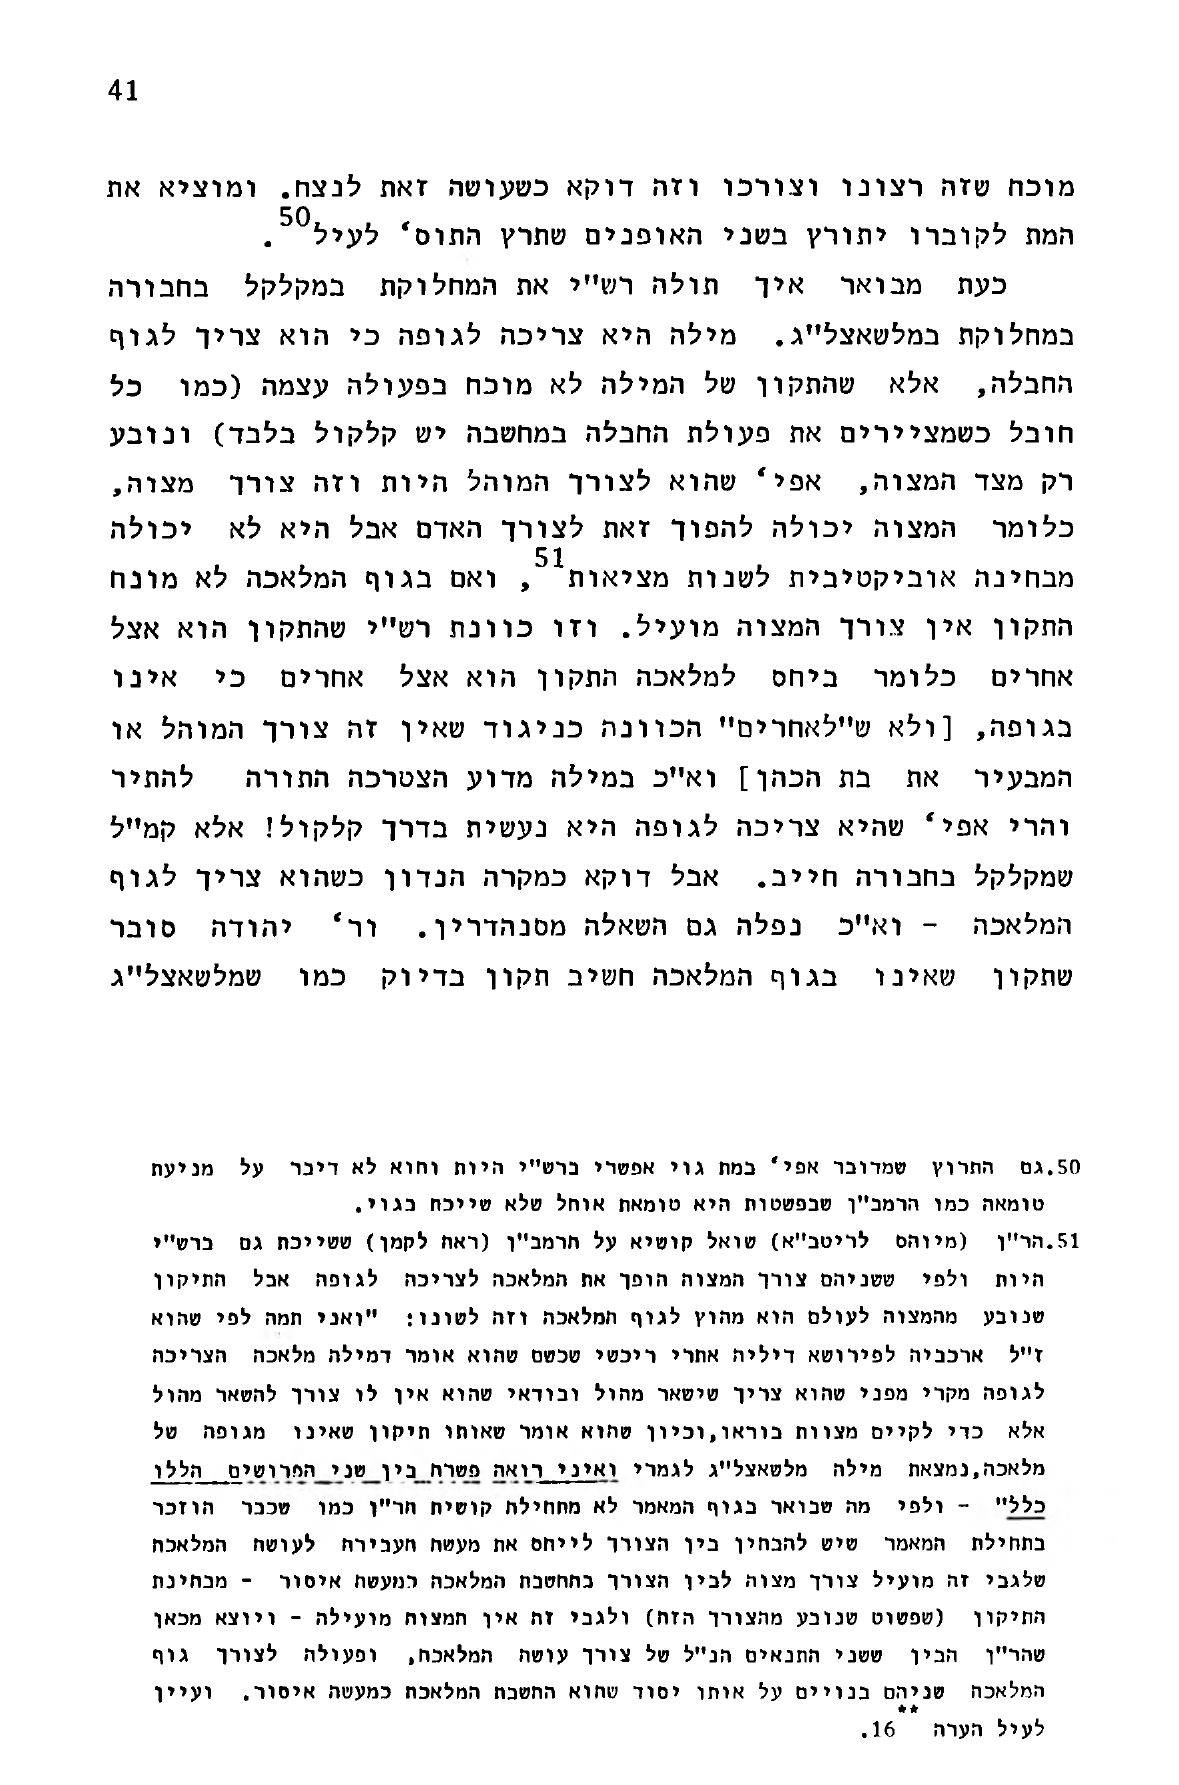 41
מוכח שזה רצונו וצורכו וזה דוקא כשעושה זאת לנצח. ומוציא את
המת לקוברו יתורץ בשני האופנים שתרץ התוס' לעיל50.
כעת מבואר איך תולה רש"י את המחלוקת במקלקל בחבורה
במחלוקת במלשאצל"ג. מילה היא צריכה לגופה כי הוא צריך לגוף
החבלה, אלא שהתקון של המילה לא מוכח בפעולה עצמה (כמו כל
חובל כשמציירים את פעולת החבלה במחשבה יש קלקול בלבד) ונובע
רק מצד המצוה, אפי' שהוא לצורך המוהל היות וזה צורך מצוה,
כלומר המצוה יכולה להפוך זאת לצורך האדם אבל היא לא יכולה
מבחינה אוביקטיבית לשנות מציאות51, ואם בגוף המלאכה לא מונח
התקון אין צורך המצוה מועיל. וזו כוונת רש"י שהתקון הוא אצל
אחרים כלומר ביחס למלאכה התקון הוא אצל אחרים כי אינו
בגופה, [ולא ש"לאחרים" הכוונה כניגוד שאין זה צורך המוהל או
המבעיר את בת הכהן] וא"כ במילה מדוע הצטרכה התורה להתיר
והרי אפי' שהיא צריכה לגופה היא נעשית בדרך קלקול! אלא קמ"ל
שמקלקל בחבורה חייב. אבל דוקא כמקרה הנדון כשהוא צריך לגוף
המלאכה - וא"כ נפלה גם השאלה מסנהדרין. ור' יהודה סובר
שתקון שאינו בגוף המלאכה חשיב תקון בדיוק כמו שמלשאצל"ג
50.גם התרוץ שמדובר אפי' במת גוי אפשרי ברש"י היות והוא לא דיבר על מניעת
טומאה כמו הרמב"ן שבפשטות היא טומאת אוהל שלא שייכת בגוי.
51.הר"ן (מיוהס לריטב"א) שואל קושיא על הרמב"ן (ראה לקמן) ששייכת גם ברש"י
היות ולפי ששניהם צורך המצוה הופך את המלאכה לצריכה לגופה אבל התיקון
שנובע מהמצוה לעולם הוא מהוץ לגוף המלאכה וזה לשונו: "ואני תמה לפי שהוא
ז"ל ארכביה לפירושא דיליה אתרי ריכשי שכשם שהוא אומר דמילה מלאכה הצריכה
לגופה מקרי מפני שהוא צריך שישאר מהול ובודאי שהוא אין לו צורך להשאר מהול
אלא כדי לקיים מצוות בוראו,וכיון שהוא אומר שאותו תיקון שאינו מגופה של
מלאכה,נמצאת מילה מלשאצל"ג לגמרי ואיני רואה פשרה בין שני הפרושים הללו
כלל" - ולפי מה שבואר בגוף המאמר לא מתחילה קושית הר"ן כמו שכבר הוזכר
בתחילת המאמר שיש להבחין בין הצורך לייחס את מעשה העבירה לעושה המלאכה
שלגבי זה מועיל צורך מצוה לבין הצורך בהחשבת המלאכה כמעשה איסור - מבחינת
התיקון (שפשוט שנובע מהצורך הזה) ולגבי זה אין המצוה מועילה - ויוצא מכאן
שהר"ן הבין ששני התנאים הנ"ל של צורך עושה המלאכה, ופעולה לצורך גוף
המלאכה שניהם בנויים על אותו יסוד שהוא החשבת המלאכה כמעשה איסור. ועיין
לעיל הערה 16**.